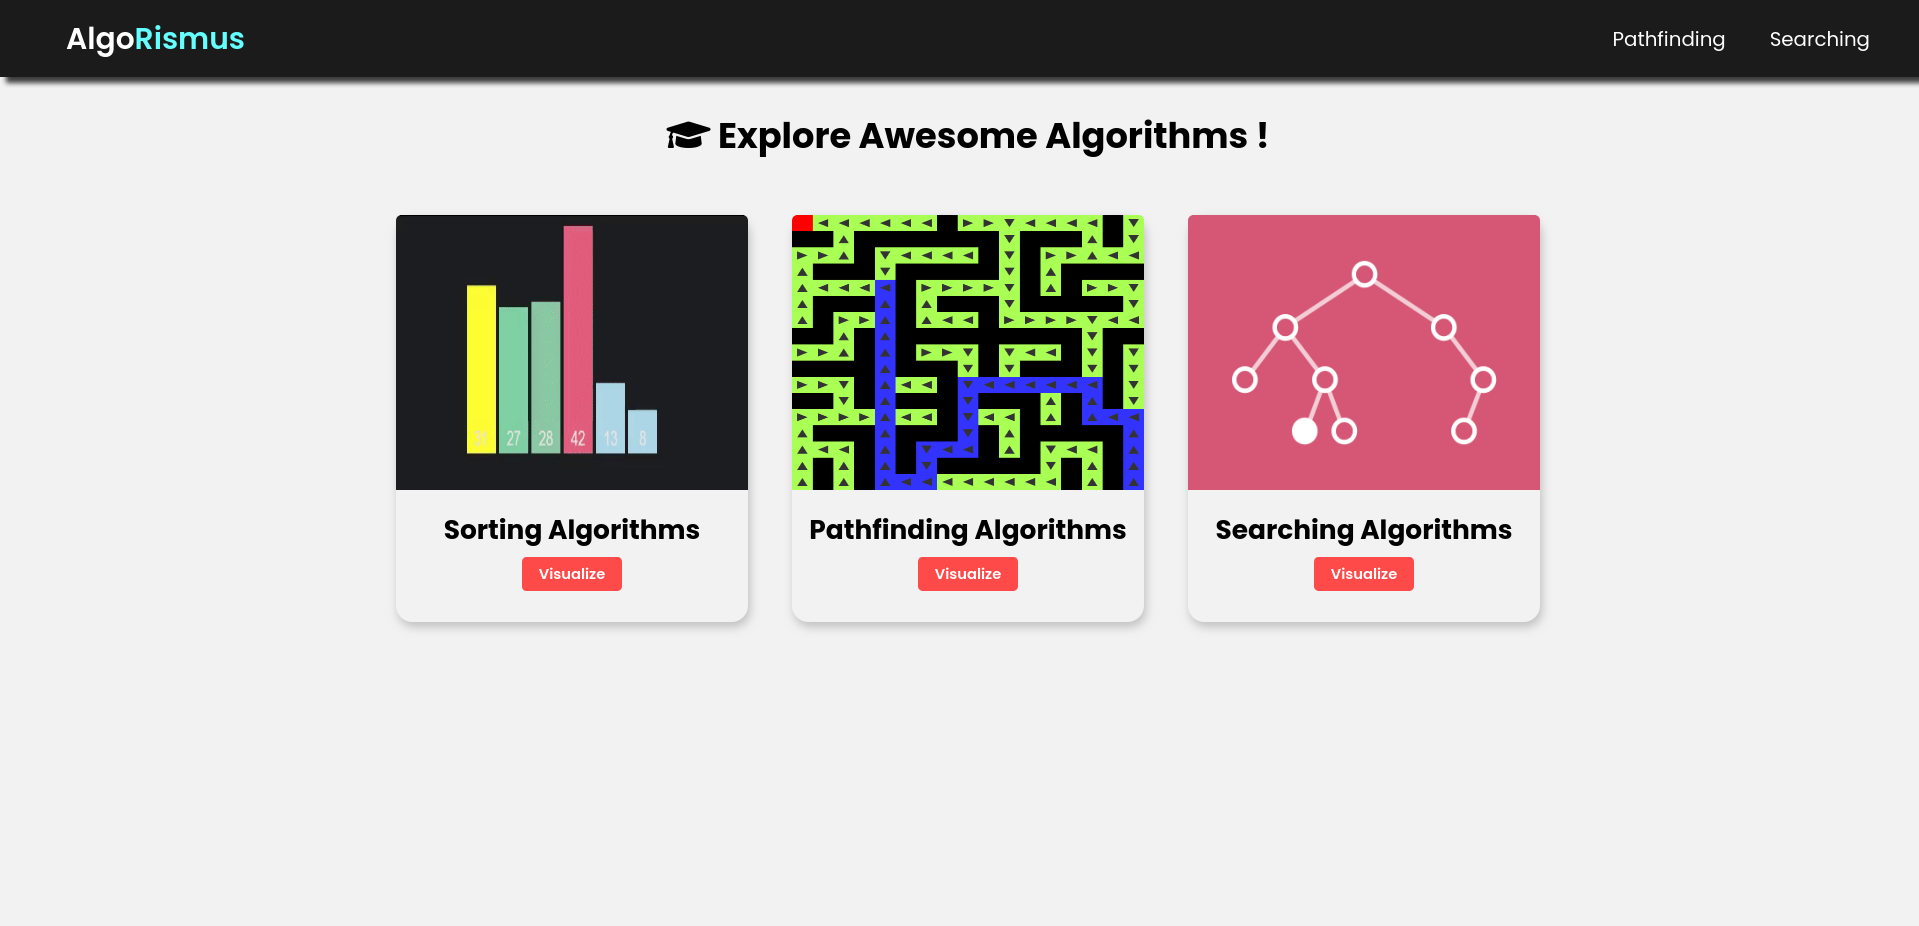 AlgoRismus
Pathfinding
Searching
Explore Awesome Algorithms !
31
27
28
42
13
8
Sorting Algorithms
Visualize
Pathfinding Algorithms
Visualize
Searching Algorithms
Visualize